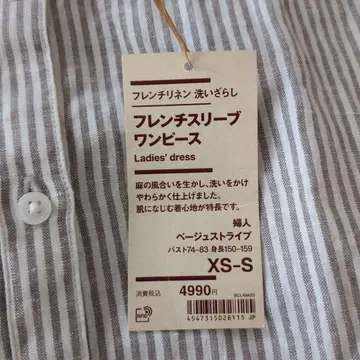 フレンチリネン 洗いざらし
フレンチスリーブ
ワンピース
Ladies' dress
麻の風合いを生かし、洗いをかけ
やわらかく仕上げました。
肌になじむ着心地が特長です。
婦人
ベージュストライプ
バスト74-83 身長150-159
XS-S
消費税込 4990円
4547315028115 JP